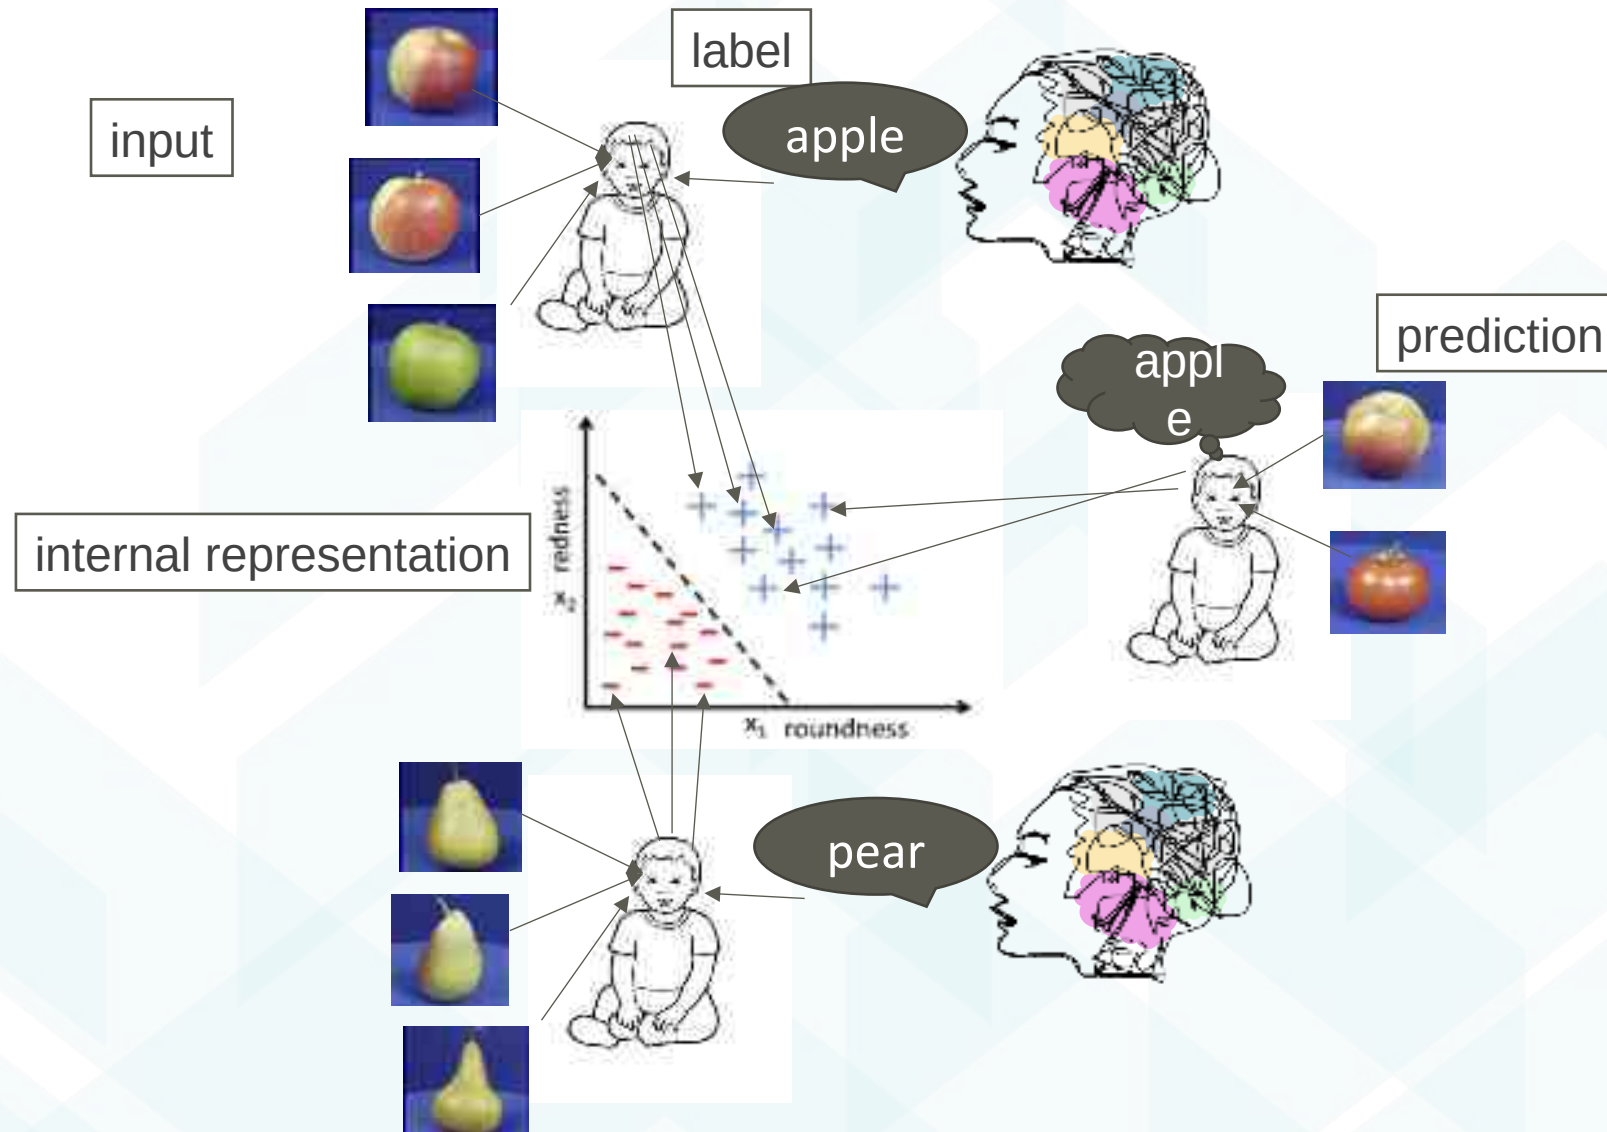 label
input
apple
prediction
appl
e
internal representation
x₂ redness
x₁ roundness
pear